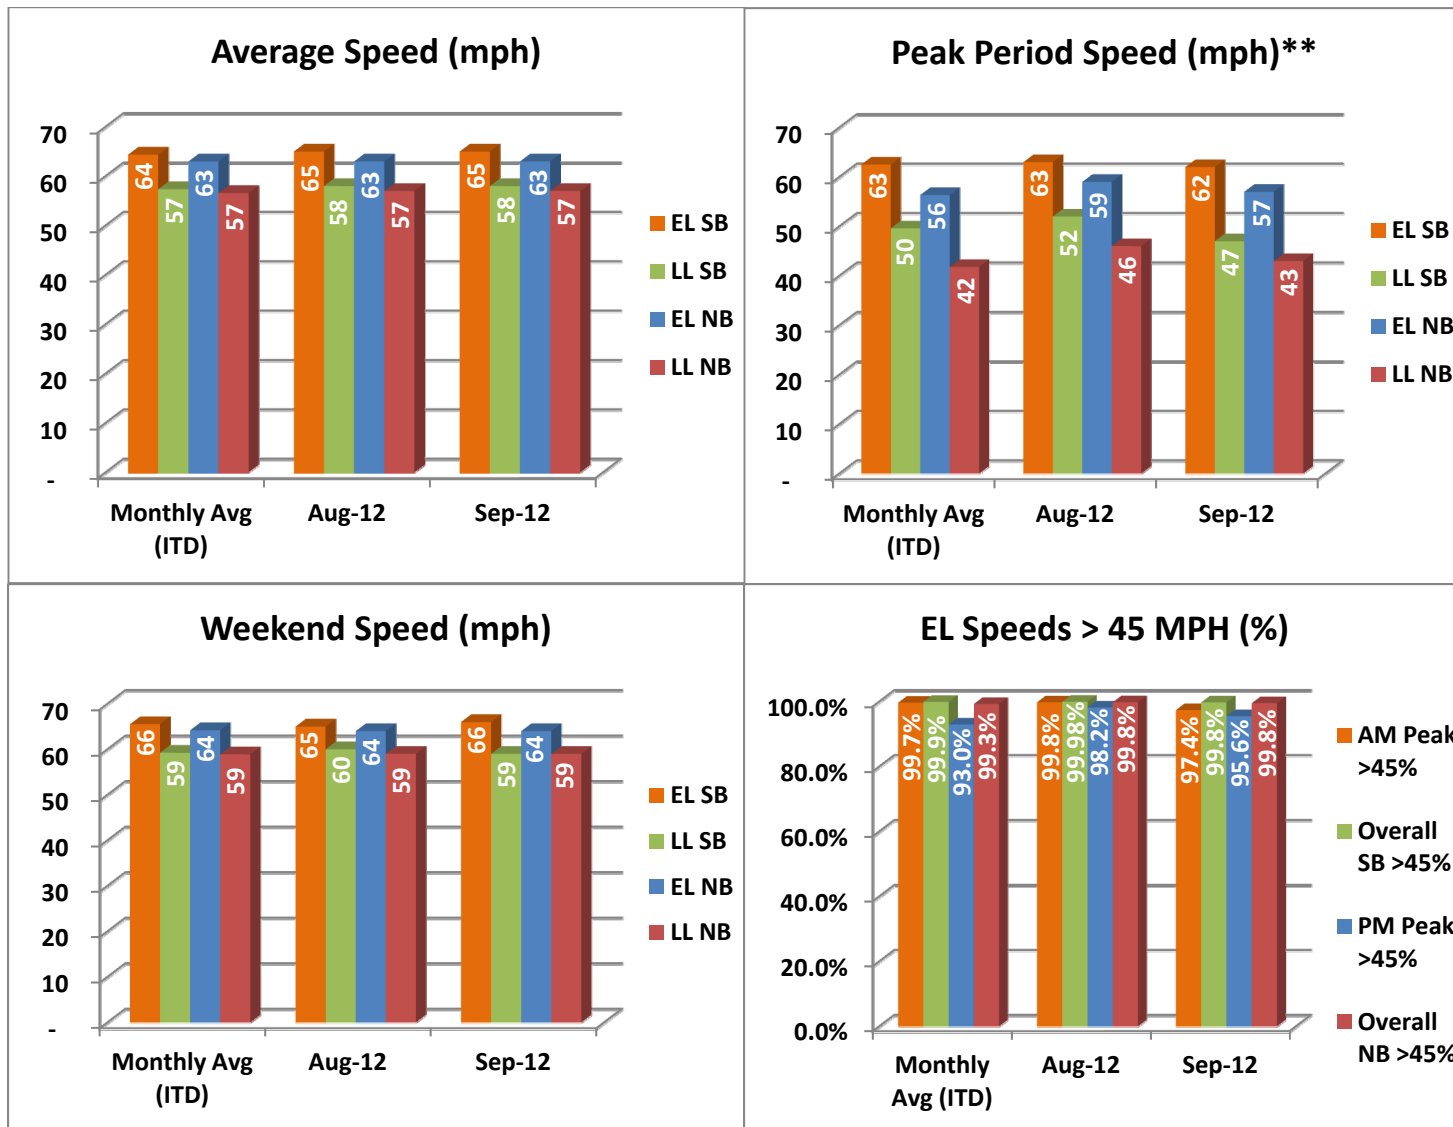 Average Speed (mph)
70
60
50
40
30
20
10
-
64
57
63
57
65
58
63
57
65
58
63
57
Monthly Avg
(ITD)
Aug-12
Sep-12
EL SB
LL SB
EL NB
LL NB
Peak Period Speed (mph)**
70
60
50
40
30
20
10
-
63
50
56
42
63
52
59
46
62
47
57
43
Monthly Avg
(ITD)
Aug-12
Sep-12
EL SB
LL SB
EL NB
LL NB
Weekend Speed (mph)
70
60
50
40
30
20
10
-
66
59
64
59
65
60
64
59
66
59
64
59
Monthly Avg
(ITD)
Aug-12
Sep-12
EL SB
LL SB
EL NB
LL NB
EL Speeds > 45 MPH (%)
100.0%
80.0%
60.0%
40.0%
20.0%
0.0%
99.7%
99.9%
93.0%
99.3%
99.8%
99.98%
98.2%
99.8%
97.4%
99.8%
95.6%
99.8%
Monthly
Avg (ITD)
Aug-12
Sep-12
AM Peak
>45%
Overall
SB >45%
PM Peak
>45%
Overall
NB >45%